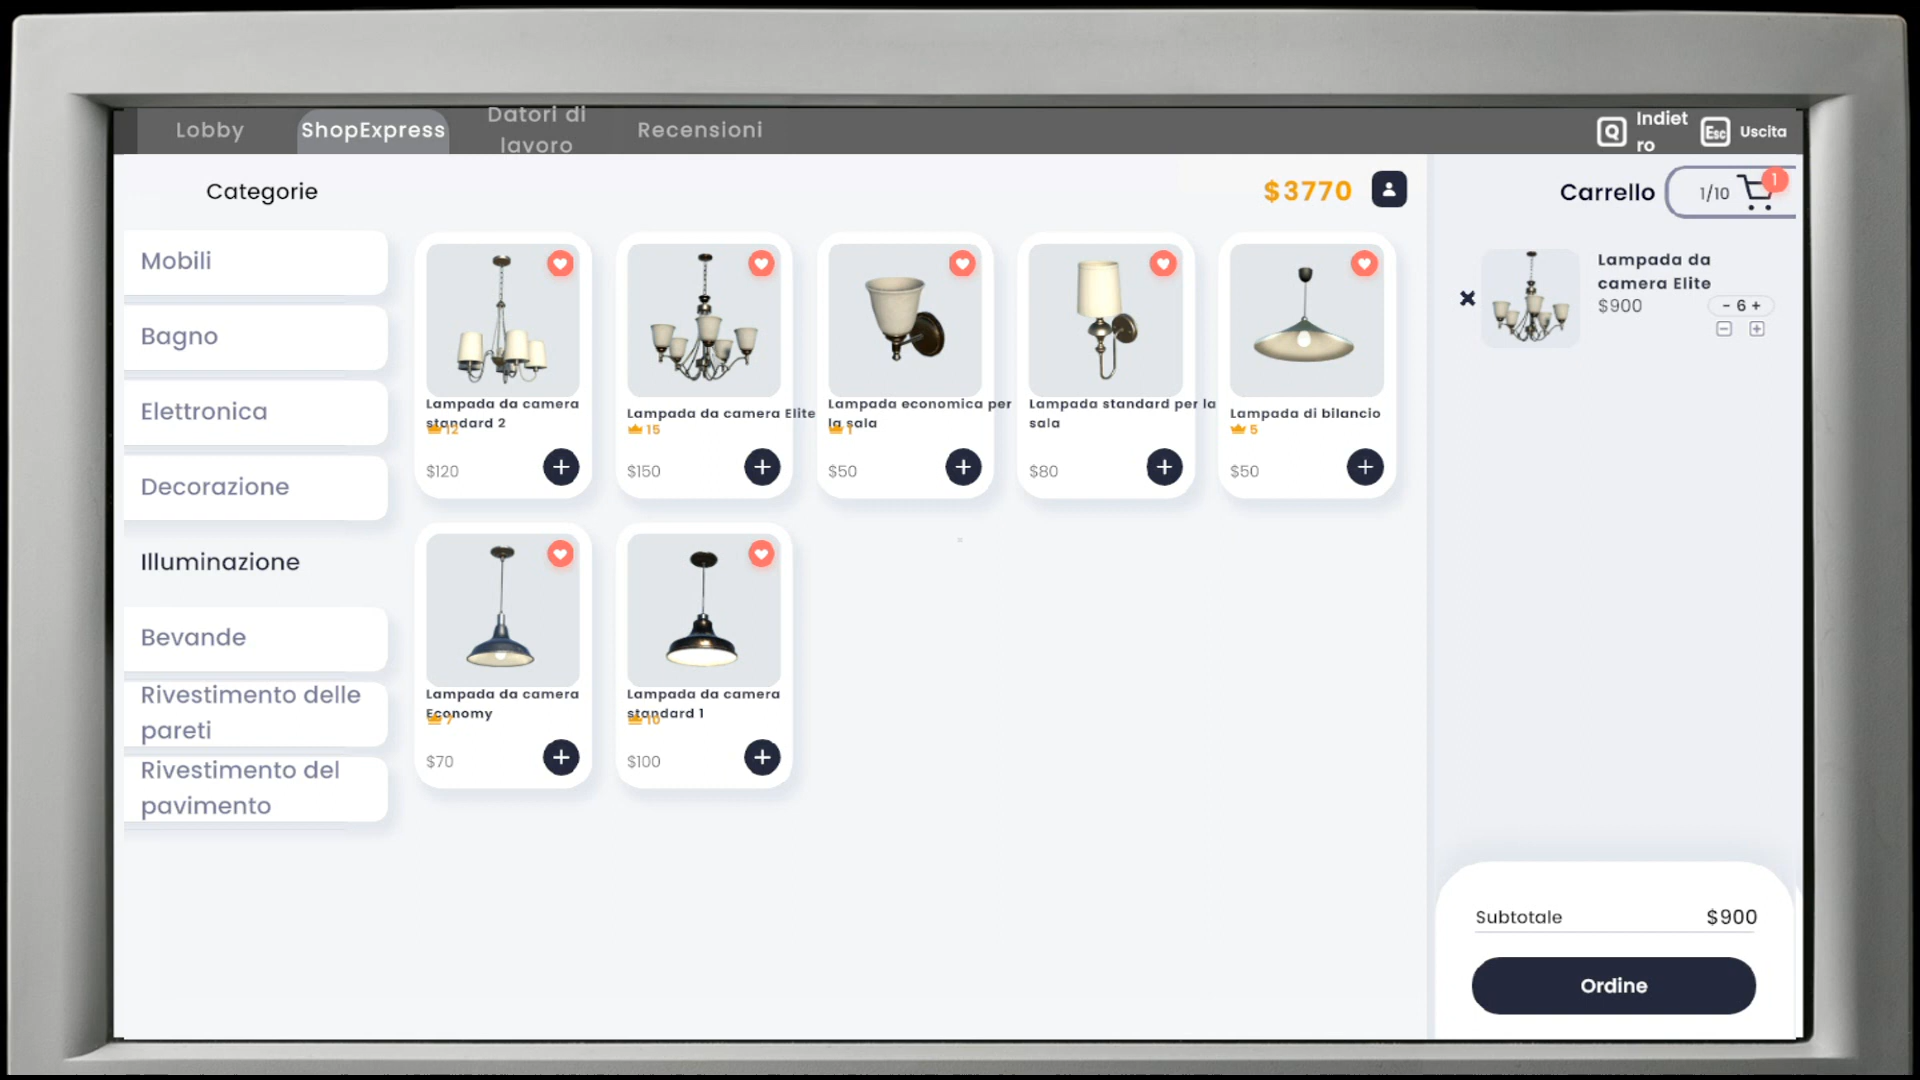 Lobby
ShopExpress
Datori di
lavoro
Recensioni
Q
Indiet
ro
Esc
Uscita
Categorie
$3770
Carrello
1/10
1
Mobili
Bagno
Elettronica
Decorazione
Illuminazione
Bevande
Rivestimento delle
pareti
Rivestimento del
pavimento
Lampada da camera
standard 2
12
$120
Lampada da camera Elite
15
$150
Lampada economica per
la sala
1
$50
Lampada standard per la
sala
$80
Lampada di bilancio
5
$50
Lampada da camera
Economy
7
$70
Lampada da camera
standard 1
10
$100
Lampada da
camera Elite
$900
- 6 +
Subtotale
$900
Ordine